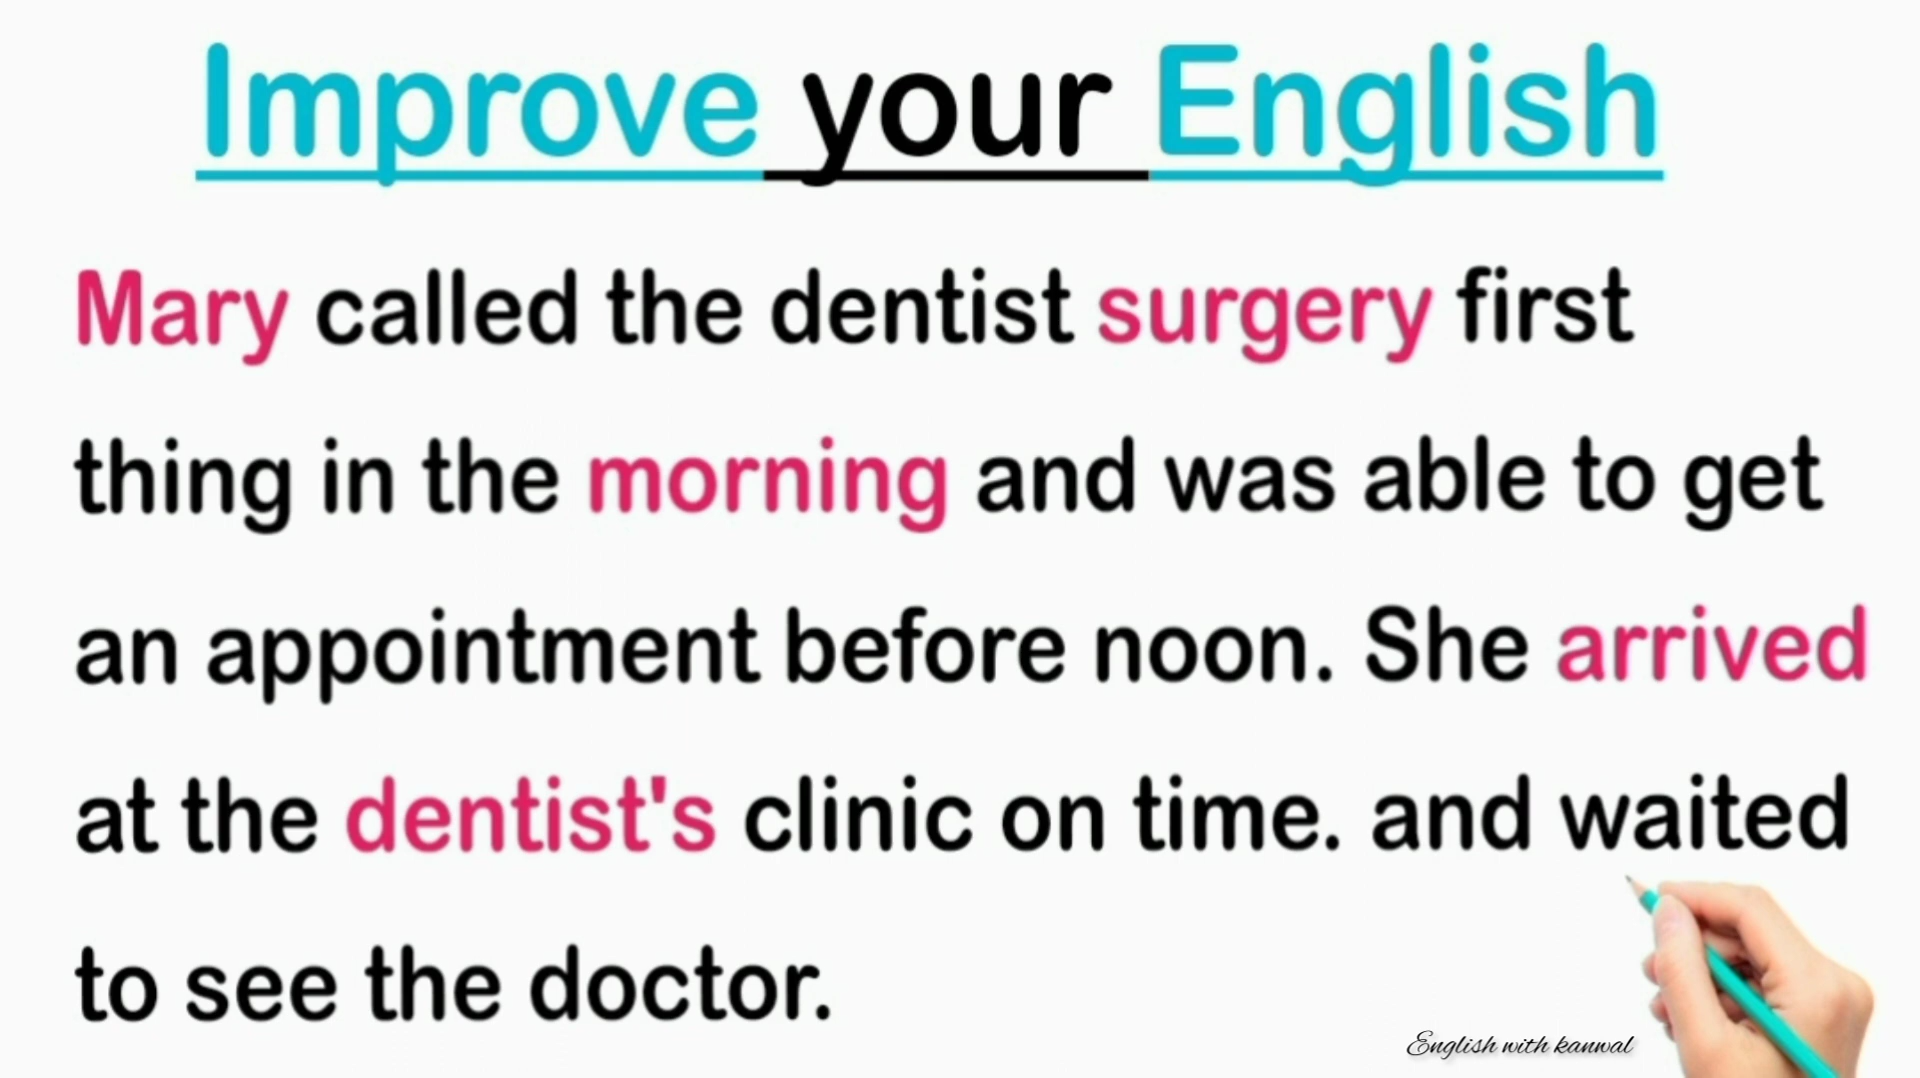 Improve your English
Mary called the dentist surgery first
thing in the morning and was able to get
an appointment before noon. She arrived
at the dentist's clinic on time. and waited
to see the doctor.
English with kanwal